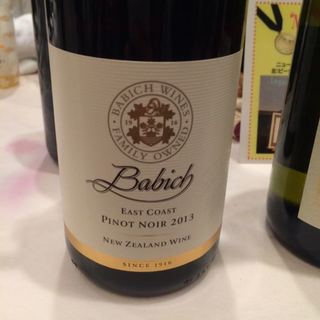 BABICH WINES
19 16
FAMILY OWNED
Babich
EAST COAST
PINOT NOIR 2013
NEW ZEALAND WINE
SINCE 1916